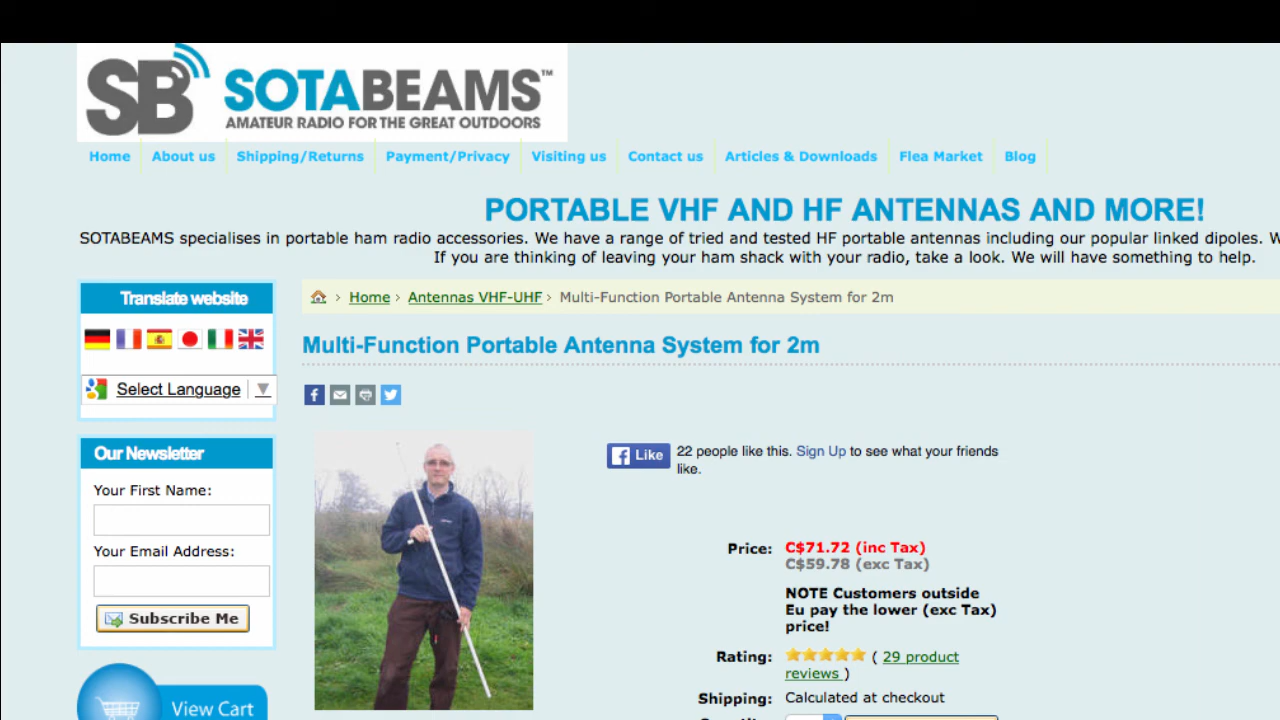 SB SOTABEAMS™
AMATEUR RADIO FOR THE GREAT OUTDOORS
Home About us Shipping/Returns Payment/Privacy Visiting us Contact us Articles & Downloads Flea Market Blog
PORTABLE VHF AND HF ANTENNAS AND MORE!
SOTABEAMS specialises in portable ham radio accessories. We have a range of tried and tested HF portable antennas including our popular linked dipoles.
If you are thinking of leaving your ham shack with your radio, take a look. We will have something to help.
Translate website
Select Language ▼
Our Newsletter
Your First Name:
Your Email Address:
Subscribe Me
View Cart
> Home > Antennas VHF-UHF > Multi-Function Portable Antenna System for 2m
Multi-Function Portable Antenna System for 2m
Like 22 people like this. Sign Up to see what your friends
like.
Price: C$71.72 (inc Tax)
C$59.78 (exc Tax)
NOTE Customers outside
Eu pay the lower (exc Tax)
price!
Rating: ( 29 product
reviews )
Shipping: Calculated at checkout